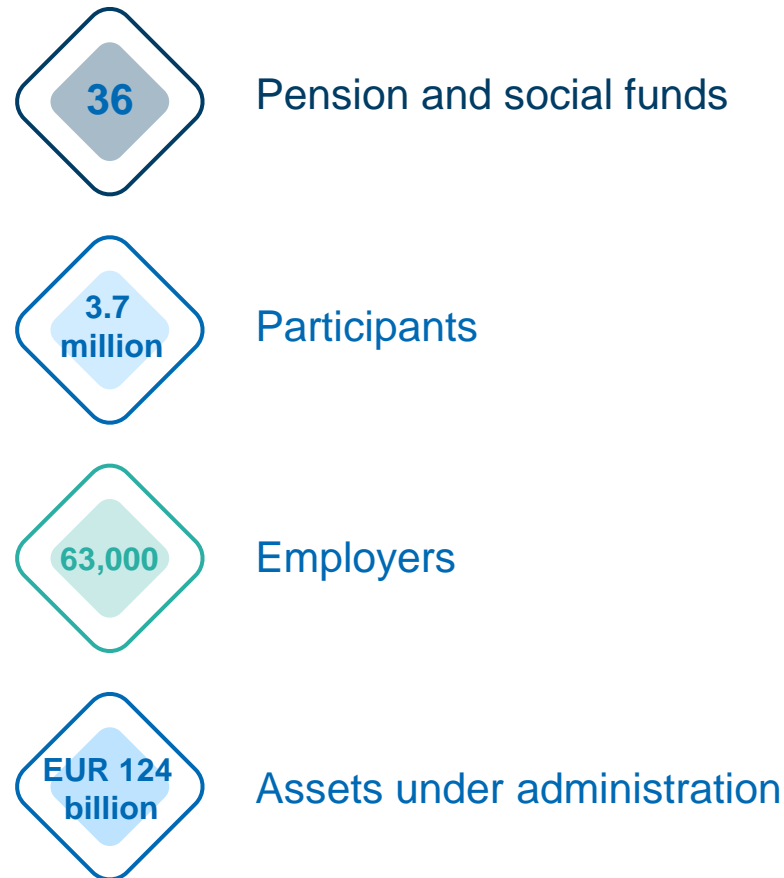 36
Pension and social funds
3.7
million
Participants
63,000
Employers
EUR 124
billion
Assets under administration